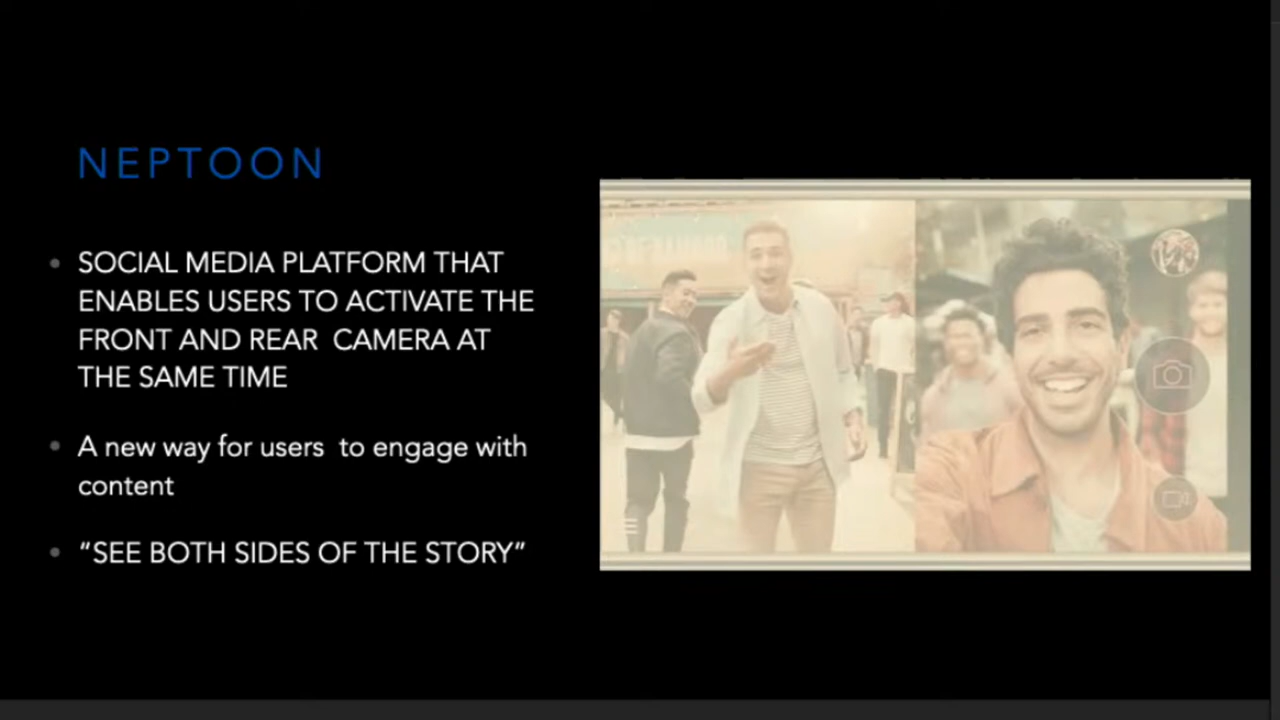 NEPTOON
SOCIAL MEDIA PLATFORM THAT
ENABLES USERS TO ACTIVATE THE
FRONT AND REAR CAMERA AT
THE SAME TIME
A new way for users to engage with
content
“SEE BOTH SIDES OF THE STORY”